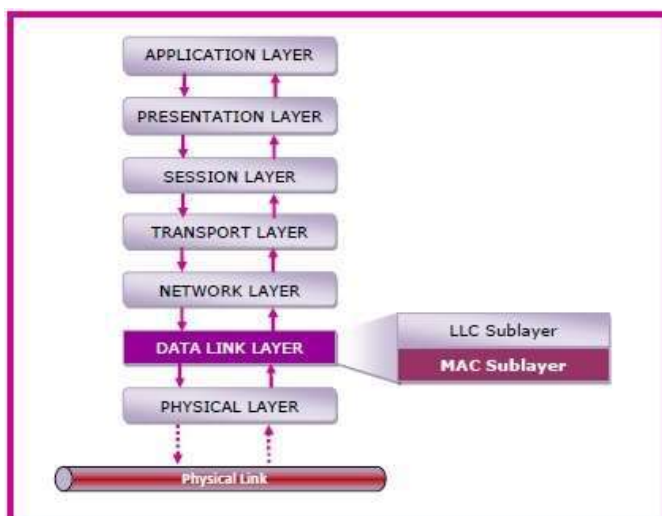 APPLICATION LAYER
PRESENTATION LAYER
SESSION LAYER
TRANSPORT LAYER
NETWORK LAYER
DATA LINK LAYER
LLC Sublayer
MAC Sublayer
PHYSICAL LAYER
Physical Link